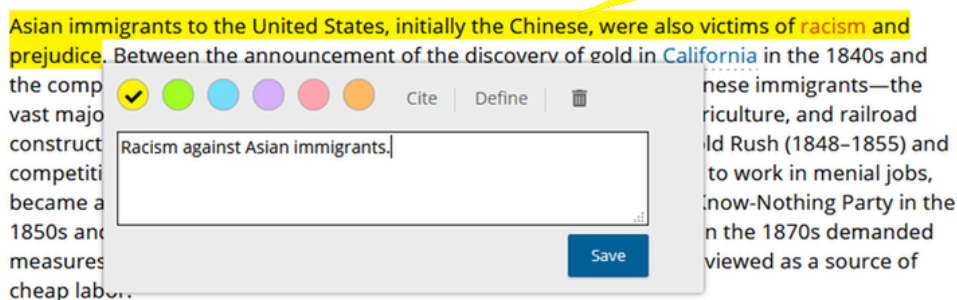 Asian immigrants to the United States, initially the Chinese, were also victims of racism and
prejudice. Between the announcement of the discovery of gold in California in the 1840s and
the comp
nese immigrants—the
vast majo
riculture, and railroad
construct
ld Rush (1848–1855) and
competiti
to work in menial jobs,
became a
Know-Nothing Party in the
1850s and
n the 1870s demanded
measures
viewed as a source of
cheap labor.
Cite
Define
Racism against Asian immigrants.
Save